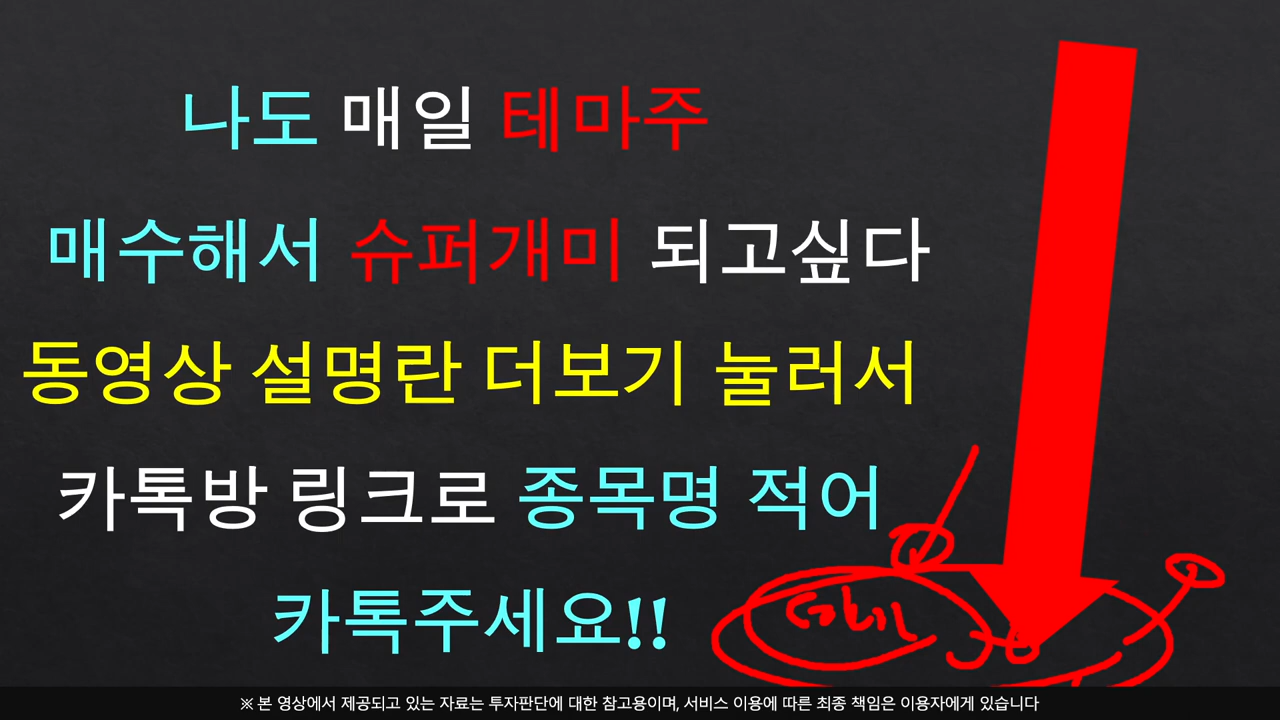 나도 매일 테마주
매수해서 슈퍼개미 되고싶다
동영상 설명란 더보기 눌러서
카톡방 링크로 종목명 적어
카톡주세요!!
※ 본 영상에서 제공되고 있는 자료는 투자판단에 대한 참고용이며, 서비스 이용에 따른 최종 책임은 이용자에게 있습니다